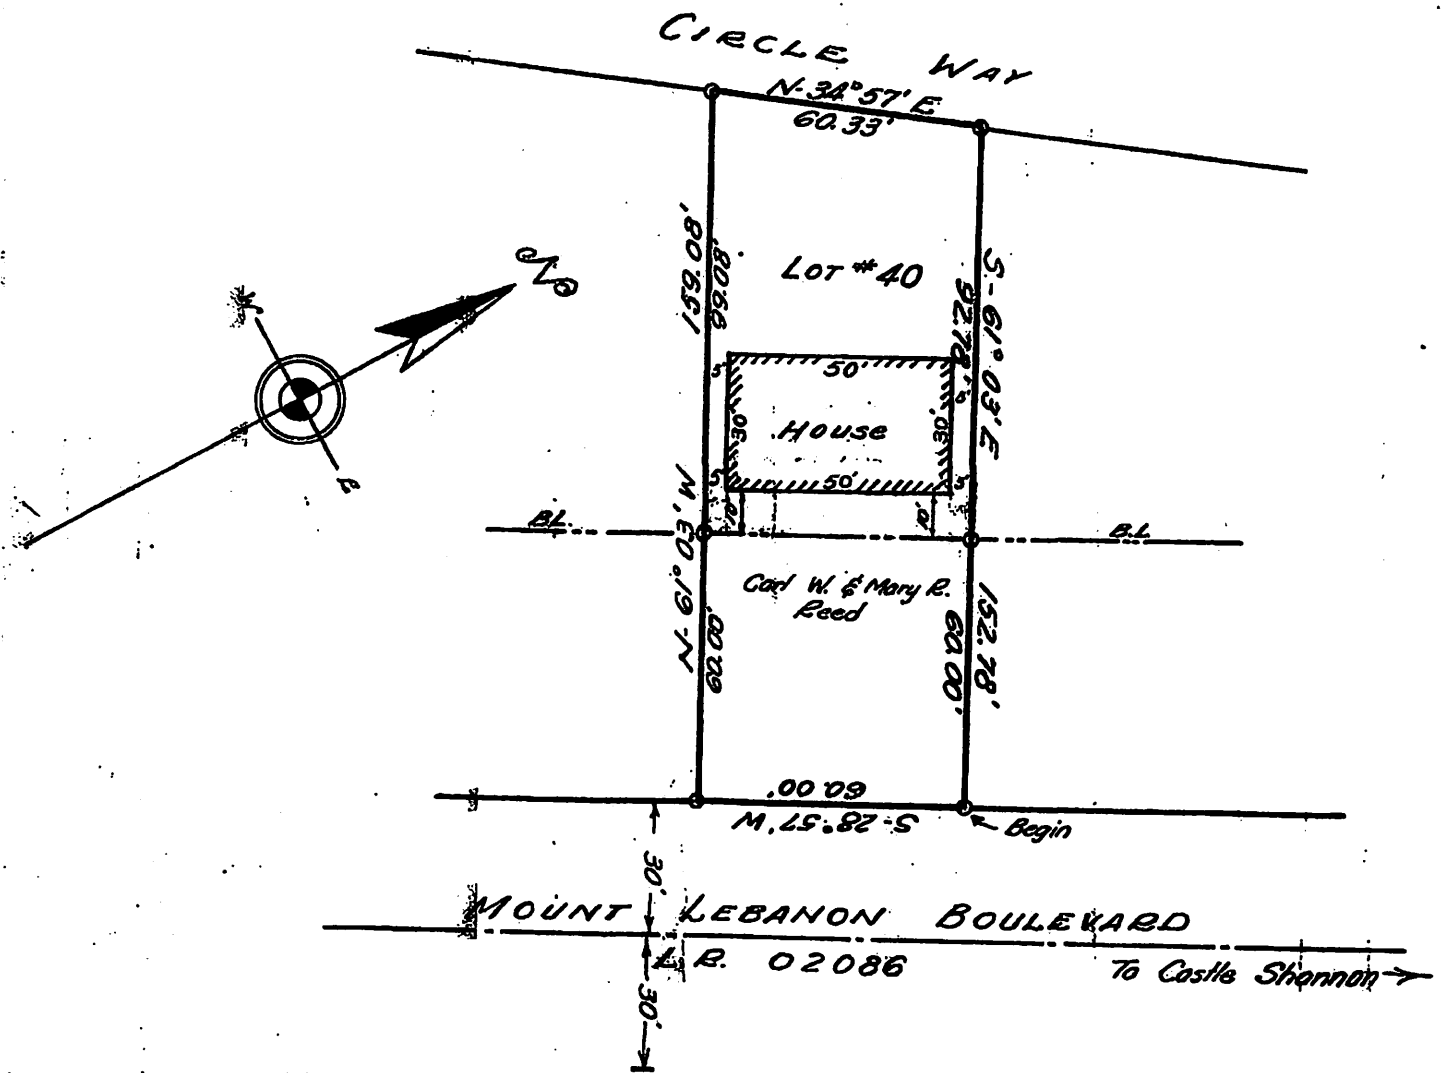 CIRCLE WAY
N-34°57' E
60.33'
159.08'
99.08'
LOT #40
S-61° 03' E
92.78'
50'
5'
5'
30'
HOUSE
30'
5'
50'
5'
10'
10'
B.L.
B.L.
N-61° 03' W
60.00'
Carl W. & Mary R.
Reed
152.78'
60.00'
60.00'
S-28°57' W
Begin
30'
MOUNT LEBANON BOULEVARD
L.R. 02086
To Castle Shannon
30'
N
E